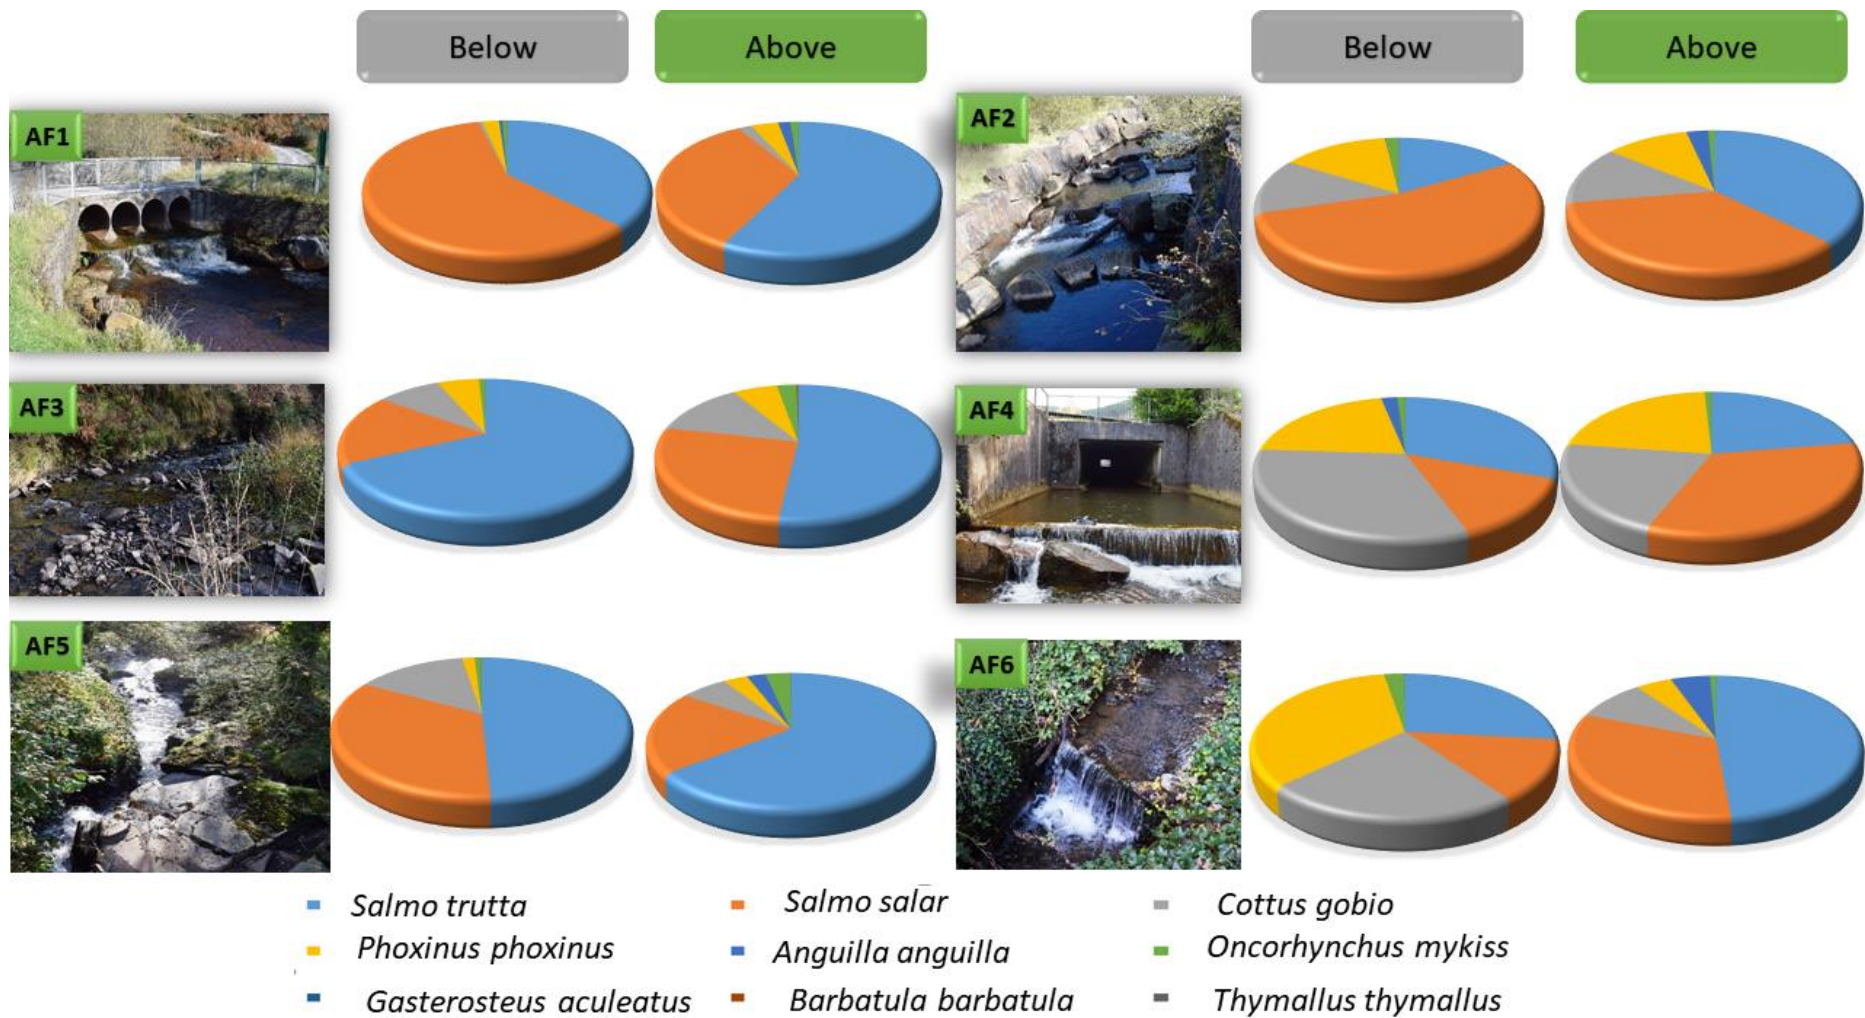 Below Above Below Above
AF1 AF2
AF3 AF4
AF5 AF6
Salmo trutta Salmo salar Cottus gobio
Phoxinus phoxinus Anguilla anguilla Oncorhynchus mykiss
Gasterosteus aculeatus Barbatula barbatula Thymallus thymallus